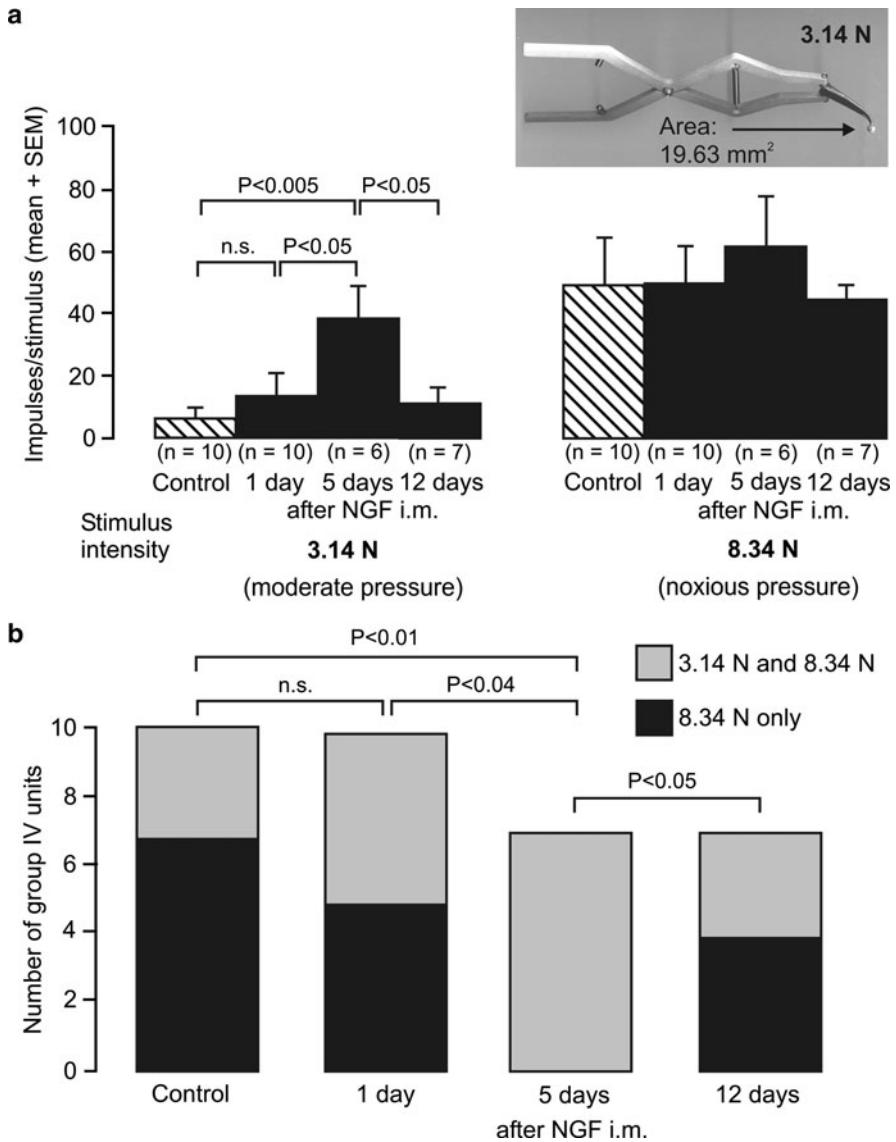 a
3.14 N
Area:
19.63 mm²
Impulses/stimulus (mean + SEM)
100
80
60
40
20
0
P<0.005
P<0.05
n.s.
P<0.05
(n = 10) (n = 10) (n = 6) (n = 7)
Control 1 day 5 days 12 days
after NGF i.m.
(n = 10) (n = 10) (n = 6) (n = 7)
Control 1 day 5 days 12 days
after NGF i.m.
Stimulus
intensity
3.14 N
(moderate pressure)
8.34 N
(noxious pressure)
b
P<0.01
n.s.
P<0.04
P<0.05
3.14 N and 8.34 N
8.34 N only
Number of group IV units
10
8
6
4
2
0
Control 1 day 5 days 12 days
after NGF i.m.